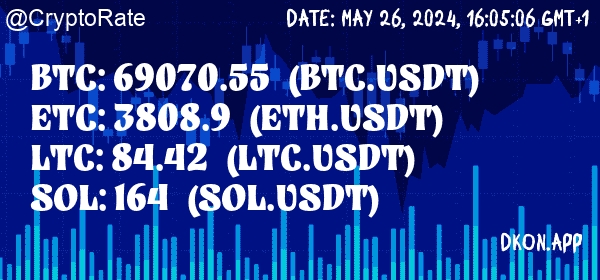 @CryptoRate
DATE: MAY 26, 2024, 16:05:06 GMT+1
BTC: 69070.55 (BTC.USDT)
ETC: 3808.9 (ETH.USDT)
LTC: 84.42 (LTC.USDT)
SOL: 164 (SOL.USDT)
DKON.APP